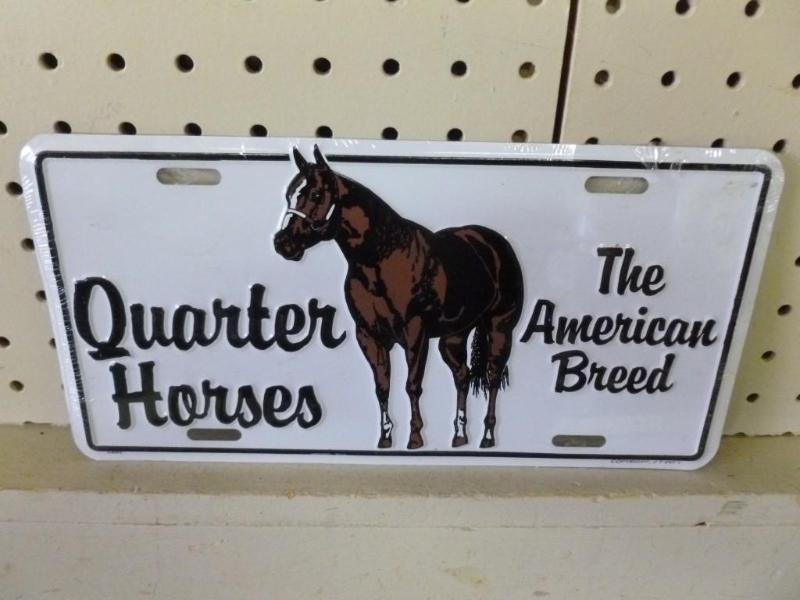 Quarter
Horses
The
American
Breed